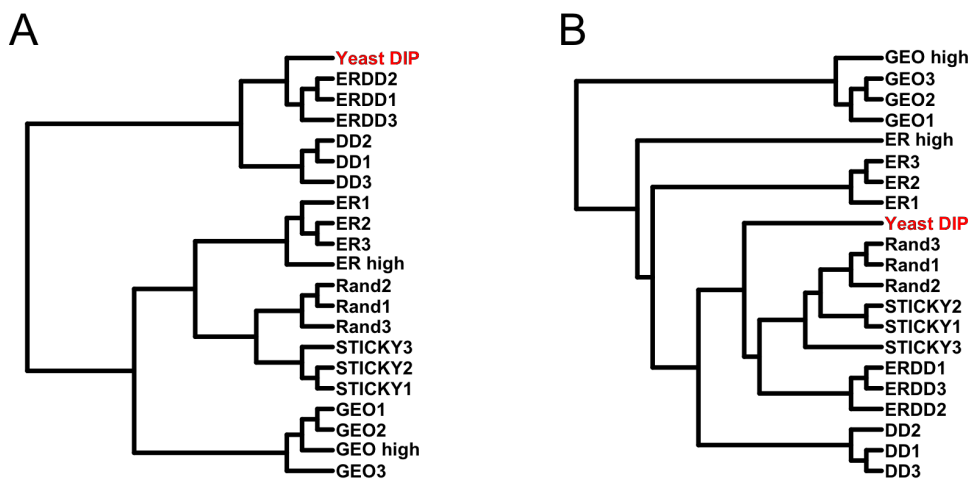 A
Yeast DIP
ERDD2
ERDD1
ERDD3
DD2
DD1
DD3
ER1
ER2
ER3
ER high
Rand2
Rand1
Rand3
STICKY3
STICKY2
STICKY1
GEO1
GEO2
GEO high
GEO3
B
GEO high
GEO3
GEO2
GEO1
ER high
ER3
ER2
ER1
Yeast DIP
Rand3
Rand1
Rand2
STICKY2
STICKY1
STICKY3
ERDD1
ERDD3
ERDD2
DD2
DD1
DD3